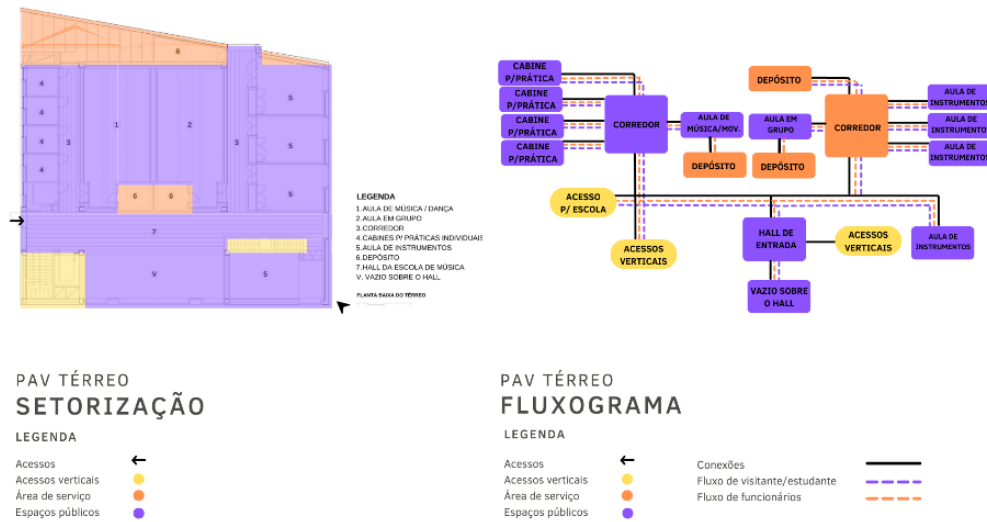 6
4
4
4
4
3
1
2
3
5
5
5
6
6
7
V
5
LEGENDA
1.AULA DE MÚSICA / DANÇA
2.AULA EM GRUPO
3.CORREDOR
4.CABINES P/ PRÁTICAS INDIVIDUAIS
5.AULA DE INSTRUMENTOS
6.DEPÓSITO
7.HALL DA ESCOLA DE MÚSICA
V. VAZIO SOBRE O HALL
PLANTA BAIXA DO TÉRREO
CABINE
P/PRÁTICA
CABINE
P/PRÁTICA
CABINE
P/PRÁTICA
CABINE
P/PRÁTICA
CORREDOR
AULA DE
MÚSICA/MOV.
DEPÓSITO
DEPÓSITO
AULA EM
GRUPO
DEPÓSITO
CORREDOR
AULA DE
INSTRUMENTOS
AULA DE
INSTRUMENTOS
AULA DE
INSTRUMENTOS
ACESSO
P/ ESCOLA
ACESSOS
VERTICAIS
HALL DE
ENTRADA
ACESSOS
VERTICAIS
AULA DE
INSTRUMENTOS
VAZIO SOBRE
O HALL
PAV TÉRREO
SETORIZAÇÃO
LEGENDA
Acessos
Acessos verticais
Área de serviço
Espaços públicos
PAV TÉRREO
FLUXOGRAMA
LEGENDA
Acessos
Acessos verticais
Área de serviço
Espaços públicos
Conexões
Fluxo de visitante/estudante
Fluxo de funcionários